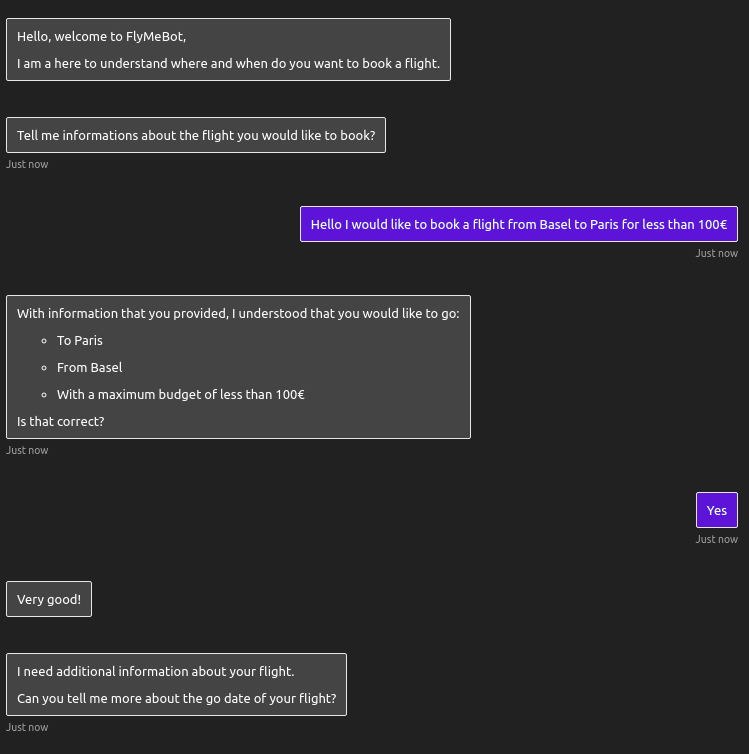 Hello, welcome to FlyMeBot,
I am a here to understand where and when do you want to book a flight.
Tell me informations about the flight you would like to book?
Just now
Hello I would like to book a flight from Basel to Paris for less than 100€
Just now
With information that you provided, I understood that you would like to go:
To Paris
From Basel
With a maximum budget of less than 100€
Is that correct?
Just now
Yes
Just now
Very good!
I need additional information about your flight.
Can you tell me more about the go date of your flight?
Just now